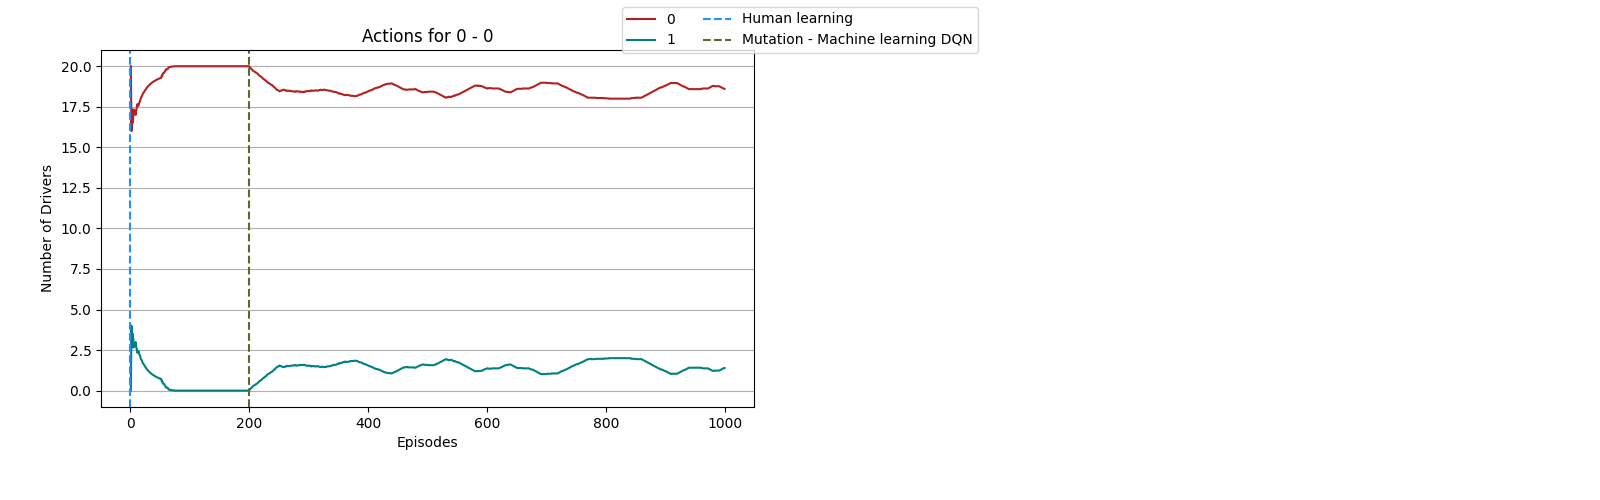 0
1
Human learning
Mutation - Machine learning DQN
Actions for 0 - 0
Number of Drivers
20.0
17.5
15.0
12.5
10.0
7.5
5.0
2.5
0.0
0 200 400 600 800 1000
Episodes